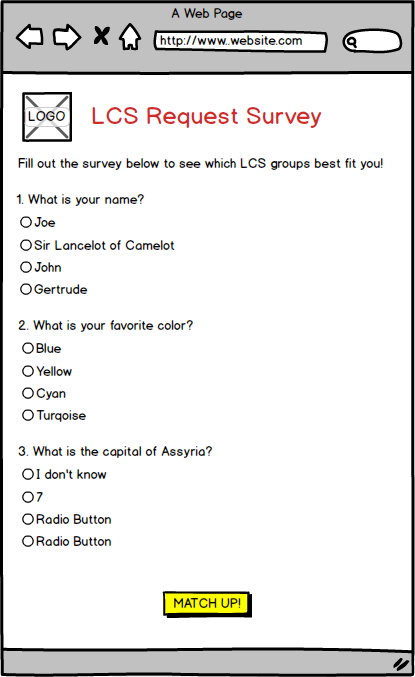 A Web Page
http://www.website.com
LOGO
LCS Request Survey
Fill out the survey below to see which LCS groups best fit you!
1. What is your name?
Joe
Sir Lancelot of Camelot
John
Gertrude
2. What is your favorite color?
Blue
Yellow
Cyan
Turqoise
3. What is the capital of Assyria?
I don't know
7
Radio Button
Radio Button
MATCH UP!